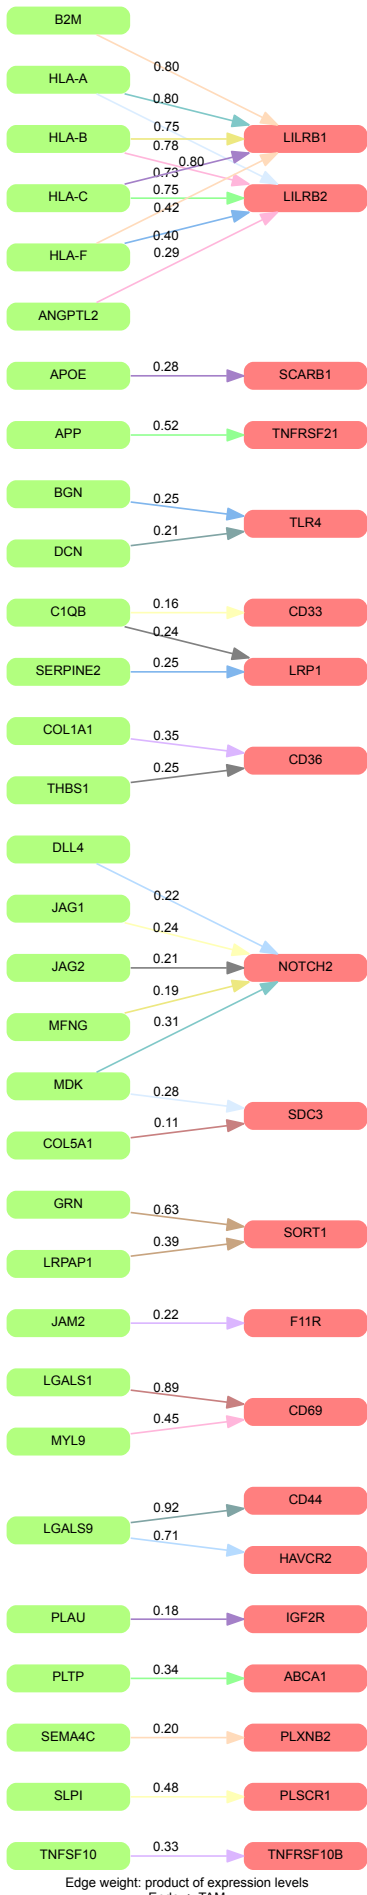 B2M
0.80
HLA-A
0.80
HLA-B
0.75
LILRB1
0.78
0.80
0.73
HLA-C
0.75
LILRB2
0.42
0.40
HLA-F
0.29
ANGPTL2
APOE
0.28
SCARB1
APP
0.52
TNFRSF21
BGN
0.25
TLR4
0.21
DCN
C1QB
0.16
CD33
0.24
SERPINE2
0.25
LRP1
COL1A1
0.35
CD36
0.25
THBS1
DLL4
0.22
JAG1
0.24
JAG2
0.21
NOTCH2
0.19
MFNG
0.31
MDK
0.28
SDC3
0.11
COL5A1
GRN
0.63
SORT1
0.39
LRPAP1
JAM2
0.22
F11R
LGALS1
0.89
CD69
0.45
MYL9
CD44
0.92
LGALS9
0.71
HAVCR2
PLAU
0.18
IGF2R
PLTP
0.34
ABCA1
SEMA4C
0.20
PLXNB2
SLPI
0.48
PLSCR1
TNFSF10
0.33
TNFRSF10B
Edge weight: product of expression levels